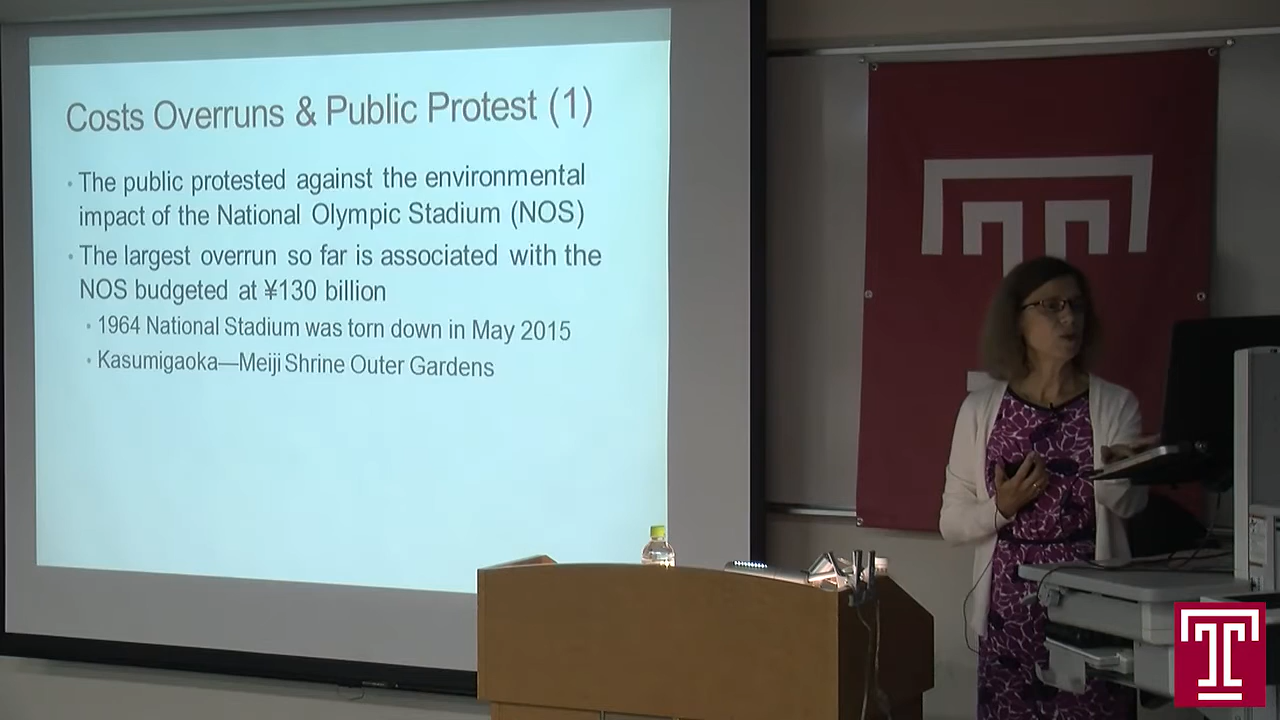 Costs Overruns & Public Protest (1)
• The public protested against the environmental
impact of the National Olympic Stadium (NOS)
• The largest overrun so far is associated with the
NOS budgeted at ¥130 billion
• 1964 National Stadium was torn down in May 2015
• Kasumigaoka—Meiji Shrine Outer Gardens